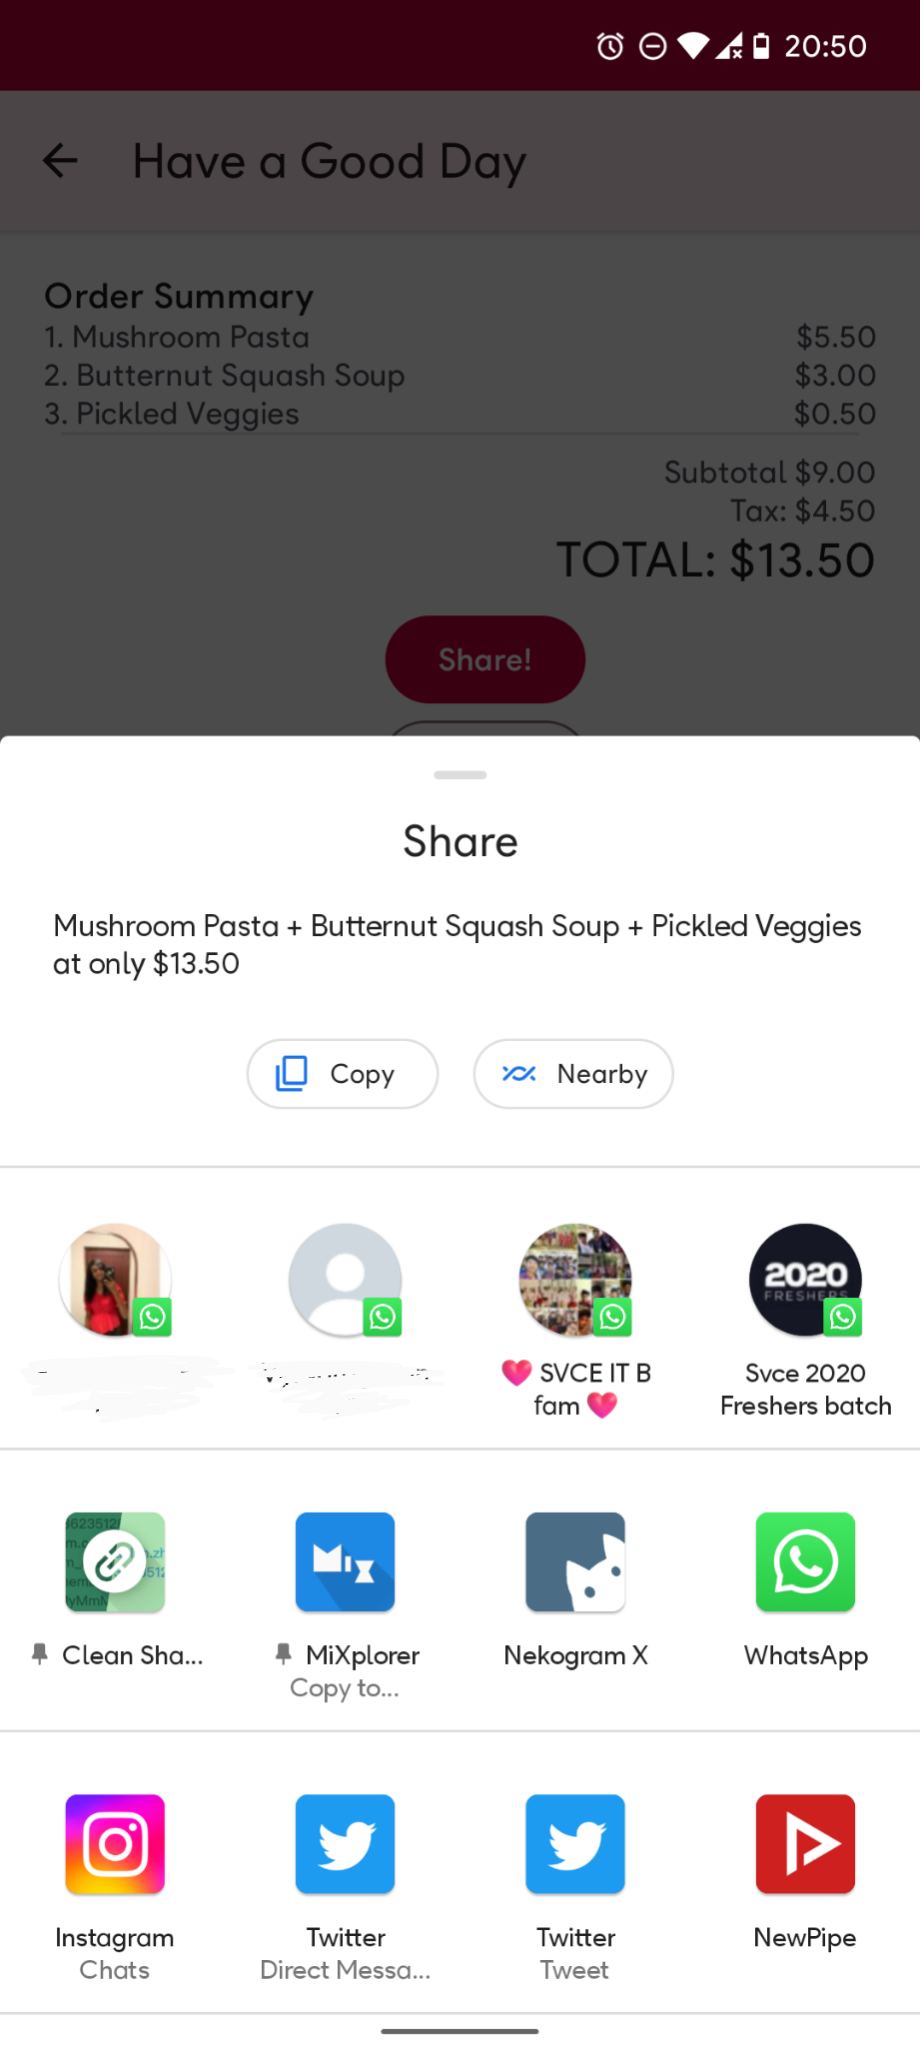 20:50
Have a Good Day
Order Summary
1. Mushroom Pasta $5.50
2. Butternut Squash Soup $3.00
3. Pickled Veggies $0.50
Subtotal $9.00
Tax: $4.50
TOTAL: $13.50
Share!
Share
Mushroom Pasta + Butternut Squash Soup + Pickled Veggies
at only $13.50
Copy Nearby
2020
FRESHERS
💗 SVCE IT B Svce 2020
fam 💗 Freshers batch
Clean Sha... MiXplorer Nekogram X WhatsApp
Copy to...
Instagram Twitter Twitter NewPipe
Chats Direct Messa... Tweet